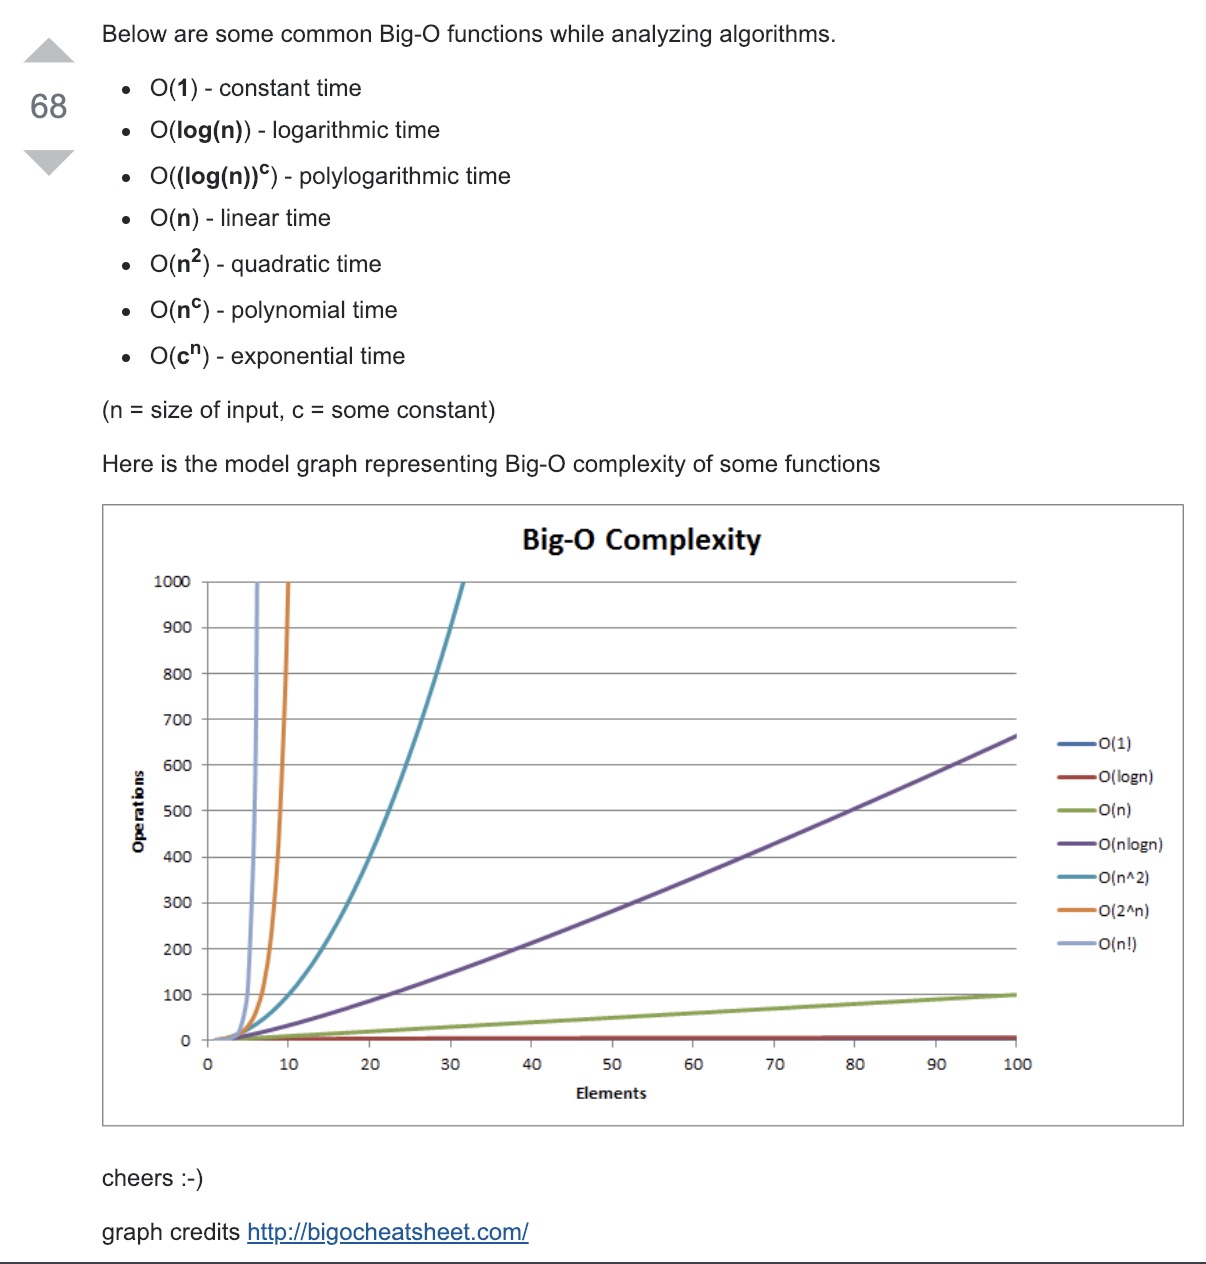 Below are some common Big-O functions while analyzing algorithms.
68
• O(1) - constant time
• O(log(n)) - logarithmic time
• O((log(n))ᶜ) - polylogarithmic time
• O(n) - linear time
• O(n²) - quadratic time
• O(nᶜ) - polynomial time
• O(cⁿ) - exponential time
(n = size of input, c = some constant)
Here is the model graph representing Big-O complexity of some functions
Big-O Complexity
1000
900
800
700
600
500
400
300
200
100
0
Operations
0 10 20 30 40 50 60 70 80 90 100
Elements
O(1)
O(logn)
O(n)
O(nlogn)
O(n^2)
O(2^n)
O(n!)
cheers :-)
graph credits http://bigocheatsheet.com/